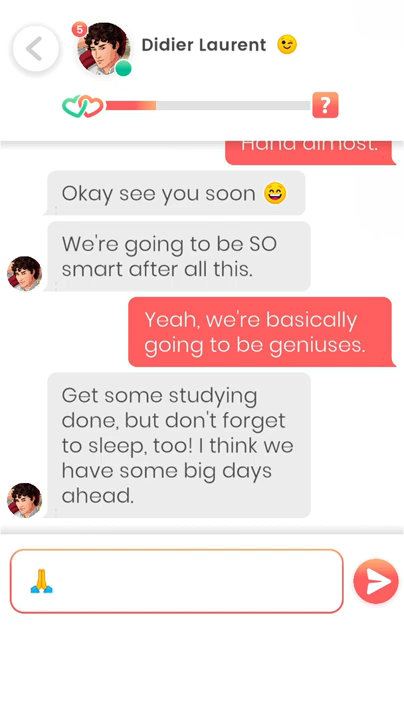 5
Didier Laurent 😉
?
Hand almost.
Okay see you soon 😄
We're going to be SO
smart after all this.
Yeah, we're basically
going to be geniuses.
Get some studying
done, but don't forget
to sleep, too! I think we
have some big days
ahead.
🙏